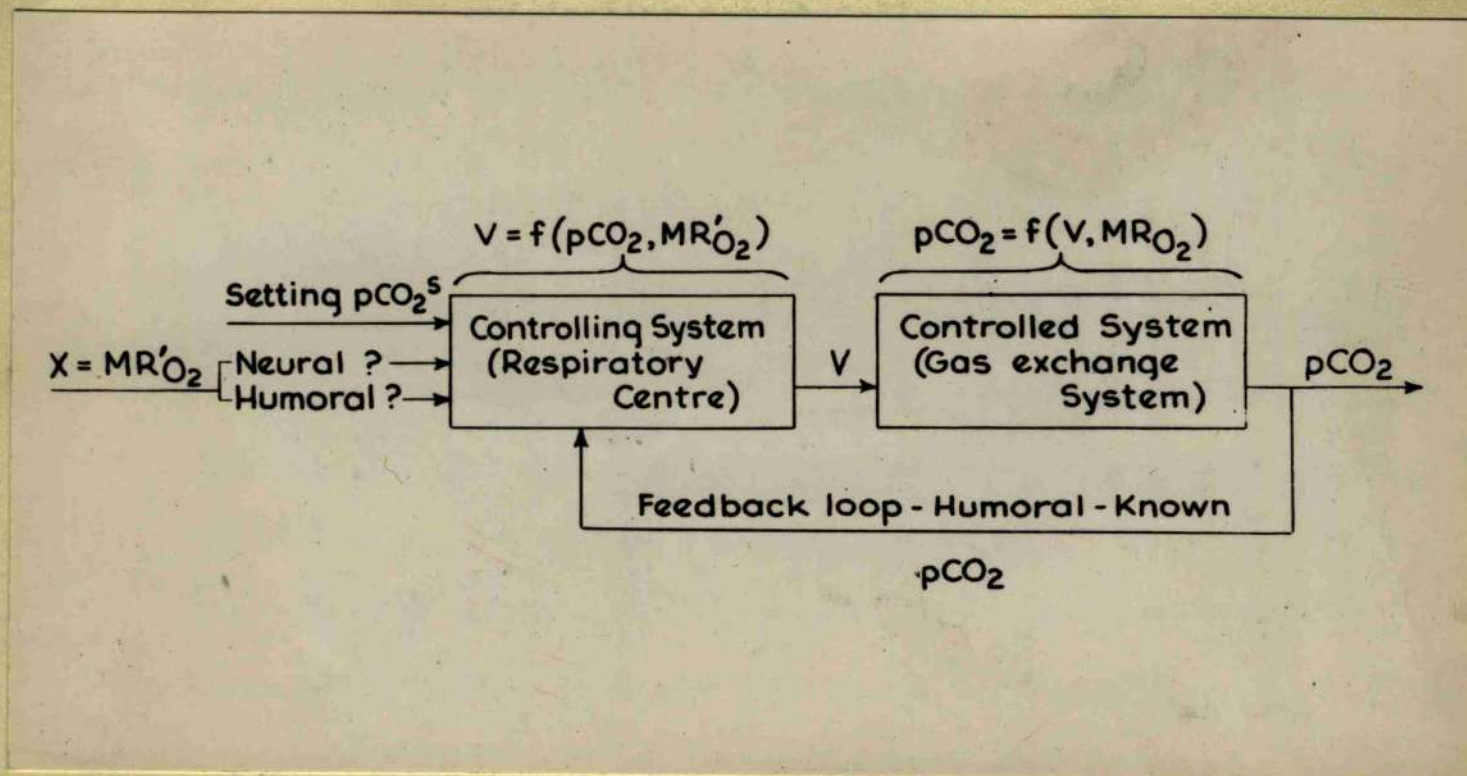 V = f(pCO₂, MR'O₂)
pCO₂ = f(V, MRO₂)
Setting pCO₂ˢ
X = MR'O₂
Neural ?
Humoral ?
Controlling System
(Respiratory
Centre)
V
Controlled System
(Gas exchange
System)
pCO₂
Feedback loop - Humoral - Known
pCO₂